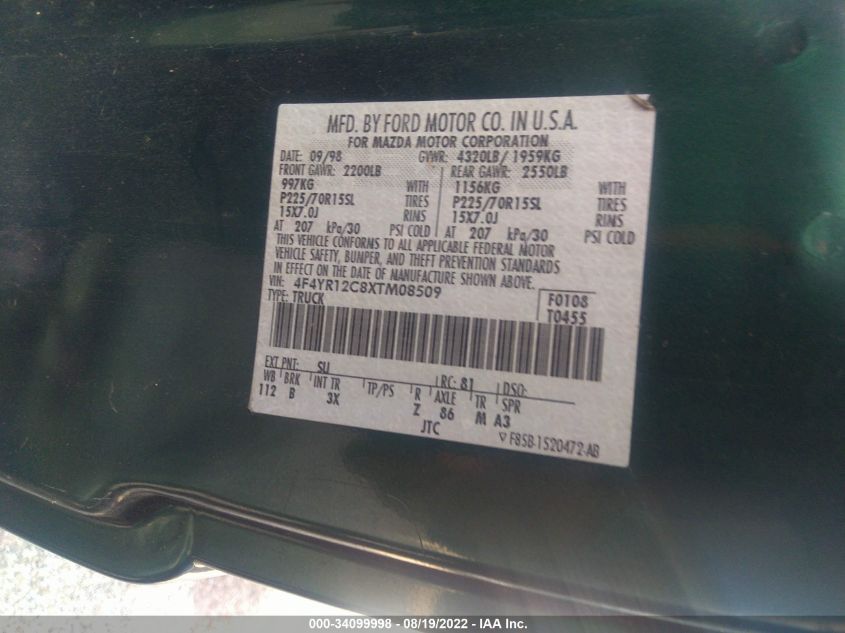 MFD. BY FORD MOTOR CO. IN U.S.A.
FOR MAZDA MOTOR CORPORATION
DATE: 09/98 GVWR: 4320LB/ 1959KG
FRONT GAWR: 2200LB REAR GAWR: 2550LB
997KG WITH 1156KG WITH
P225/70R15SL TIRES P225/70R15SL TIRES
15X7.0J RIMS 15X7.0J RIMS
AT 207 kPa/30 PSI COLD AT 207 kPa/30 PSI COLD
THIS VEHICLE CONFORMS TO ALL APPLICABLE FEDERAL MOTOR
VEHICLE SAFETY, BUMPER, AND THEFT PREVENTION STANDARDS
IN EFFECT ON THE DATE OF MANUFACTURE SHOWN ABOVE.
VIN: 4F4YR12C8XTM08509
TYPE: TRUCK
F0108
T0455
EXT PNT: SU RC: 81 DSO:
WB BRK INT TR TP/PS R AXLE TR SPR
112 B 3X Z 86 M A3
JTC
F85B-1520472-AB
000-34099998 - 08/19/2022 - IAA Inc.